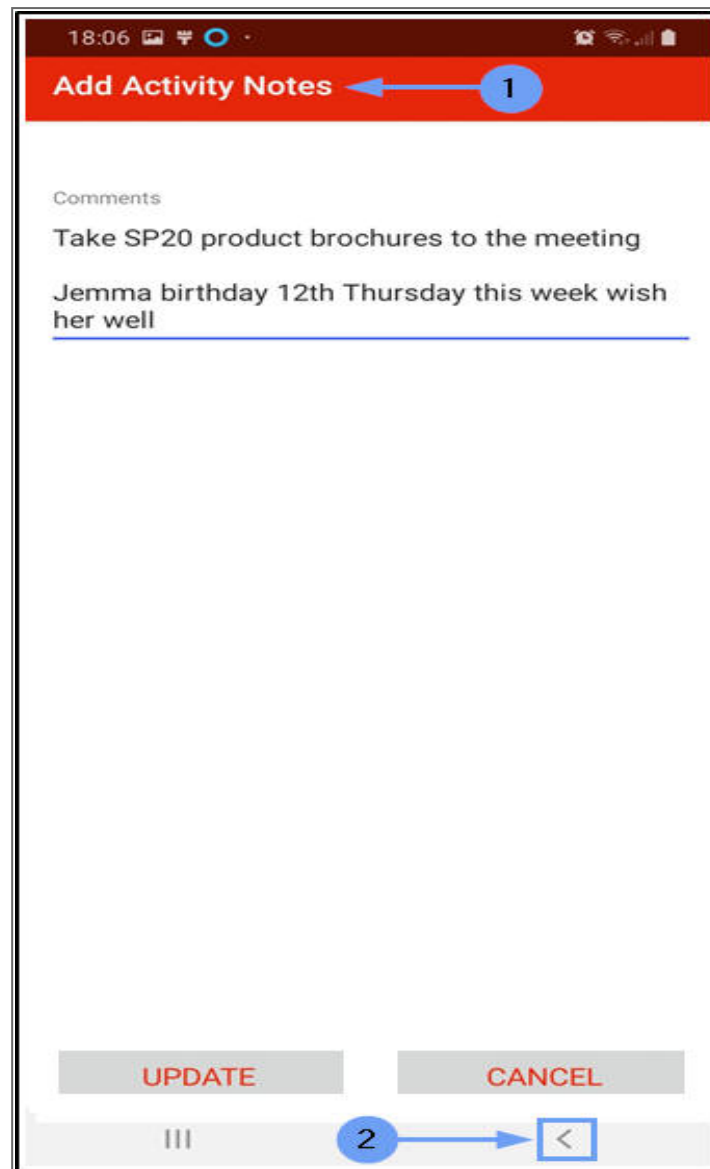 18:06
Add Activity Notes
1
Comments
Take SP20 product brochures to the meeting
Jemma birthday 12th Thursday this week wish
her well
UPDATE
CANCEL
2